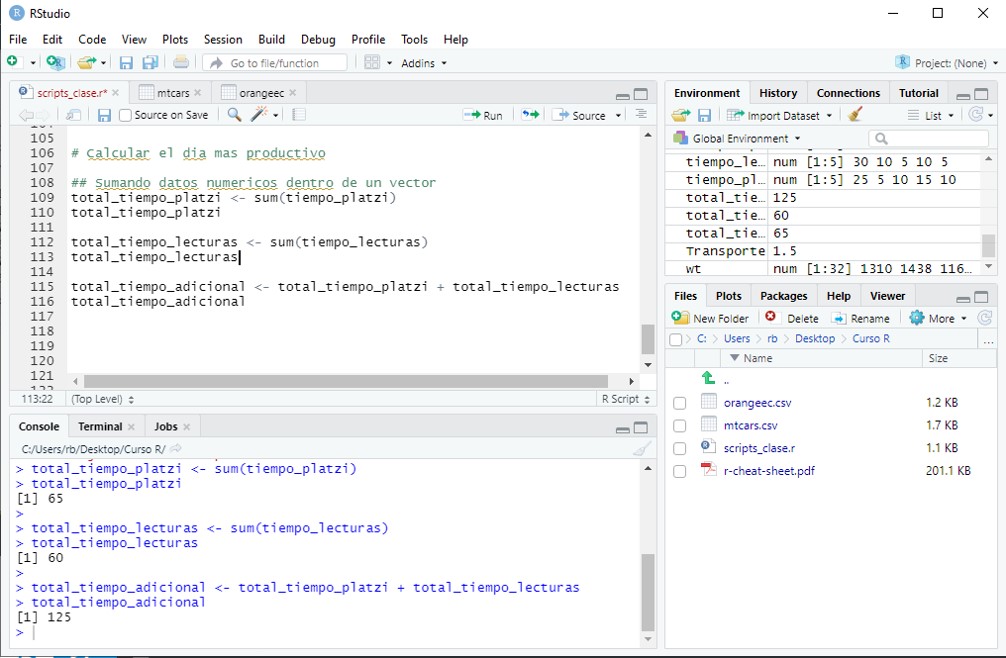 RStudio
File Edit Code View Plots Session Build Debug Profile Tools Help
Go to file/function Addins Project: (None)
scripts_clase.r* mtcars orangeec
Source on Save Run Source
105
106 # Calcular el dia mas productivo
107
108 ## Sumando datos numericos dentro de un vector
109 total_tiempo_platzi <- sum(tiempo_platzi)
110 total_tiempo_platzi
111
112 total_tiempo_lecturas <- sum(tiempo_lecturas)
113 total_tiempo_lecturas
114
115 total_tiempo_adicional <- total_tiempo_platzi + total_tiempo_lecturas
116 total_tiempo_adicional
117
118
119
120
121
113:22 (Top Level) R Script
Console Terminal Jobs
C:/Users/rb/Desktop/Curso R/
> total_tiempo_platzi <- sum(tiempo_platzi)
> total_tiempo_platzi
[1] 65
>
> total_tiempo_lecturas <- sum(tiempo_lecturas)
> total_tiempo_lecturas
[1] 60
>
> total_tiempo_adicional <- total_tiempo_platzi + total_tiempo_lecturas
> total_tiempo_adicional
[1] 125
>
Environment History Connections Tutorial
Import Dataset List
Global Environment
tiempo_le… num [1:5] 30 10 5 10 5
tiempo_pl… num [1:5] 25 5 10 15 10
total_tie… 125
total_tie… 60
total_tie… 65
Transporte 1.5
wt num [1:32] 1310 1438 116…
Files Plots Packages Help Viewer
New Folder Delete Rename More
C: Users rb Desktop Curso R ...
Name Size
..
orangeec.csv 1.2 KB
mtcars.csv 1.7 KB
scripts_clase.r 1.1 KB
r-cheat-sheet.pdf 201.1 KB